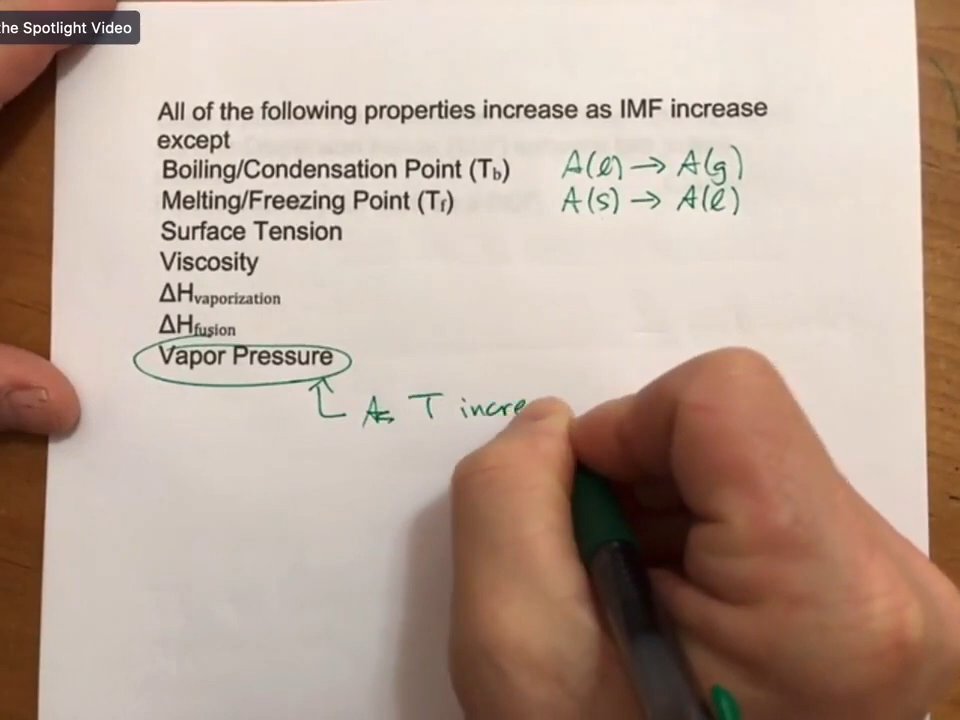 the Spotlight Video
All of the following properties increase as IMF increase
except
Boiling/Condensation Point (Tb) A(l) → A(g)
Melting/Freezing Point (Tf) A(s) → A(l)
Surface Tension
Viscosity
ΔHvaporization
ΔHfusion
Vapor Pressure
As T incre